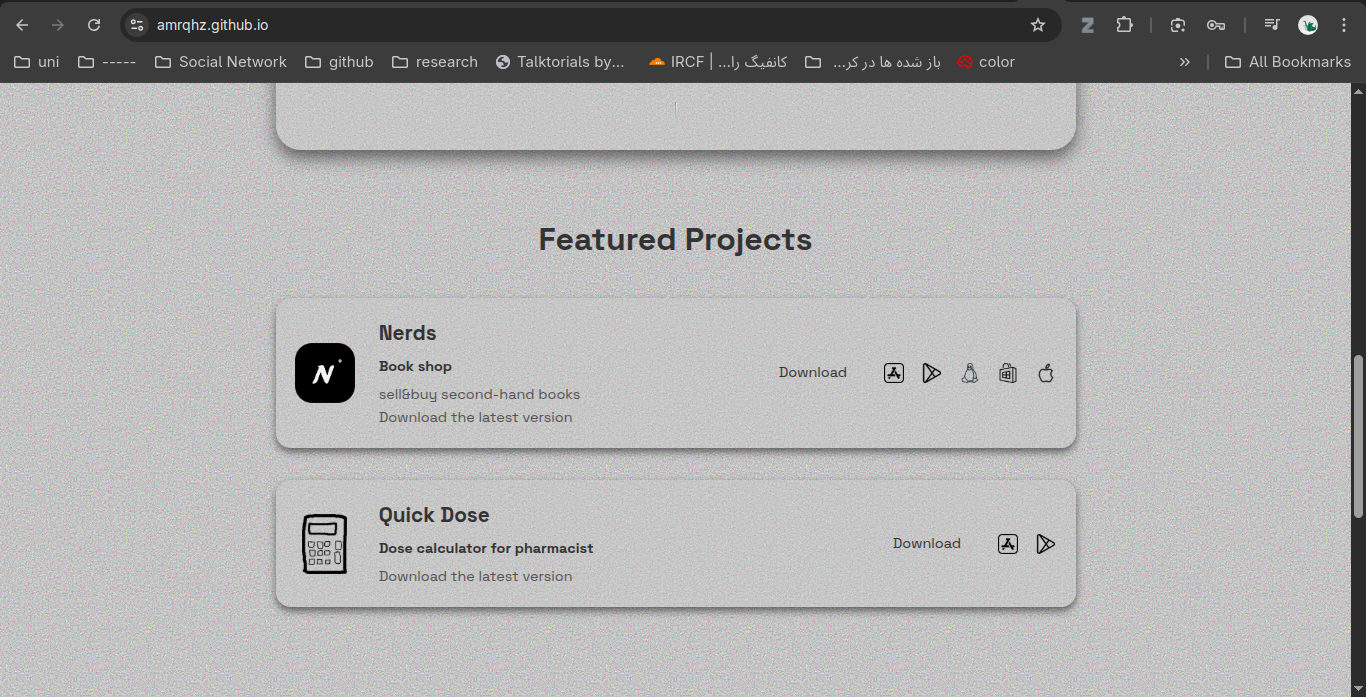 amrqhz.github.io
uni
-----
Social Network
github
research
Talktorials by...
IRCF | کانفیگ را...
باز شده ها در کر...
color
»
All Bookmarks
Featured Projects
Nerds
Book shop
sell&buy second-hand books
Download the latest version
Download
Quick Dose
Dose calculator for pharmacist
Download the latest version
Download